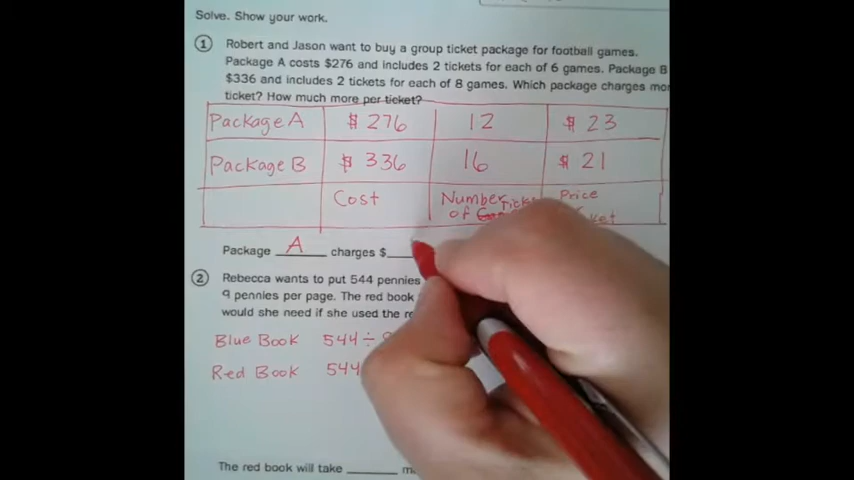 Solve. Show your work.
1 Robert and Jason want to buy a group ticket package for football games.
Package A costs $276 and includes 2 tickets for each of 6 games. Package B
$336 and includes 2 tickets for each of 8 games. Which package charges mo
ticket? How much more per ticket?
Package A $ 276 12 $ 23
Package B $ 336 16 $ 21
Cost Number of Price
Package A charges $
2 Rebecca wants to put 544 pennies
9 pennies per page. The red book
would she need if she used the re
Blue Book 544 ÷
Red Book 544
The red book will take